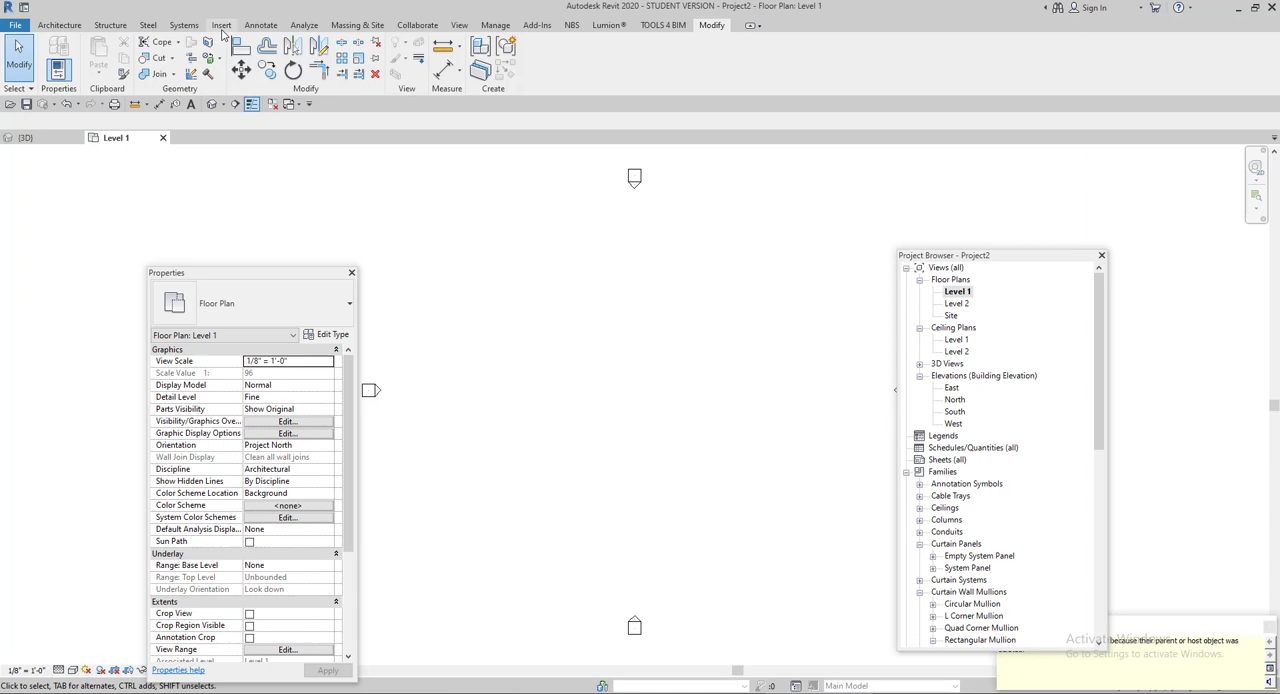 Autodesk Revit 2020 - STUDENT VERSION - Project2 - Floor Plan: Level 1
Sign In
File Architecture Structure Steel Systems Insert Annotate Analyze Massing & Site Collaborate View Manage Add-Ins NBS Lumion® TOOLS 4 BIM Modify
Modify Paste Cope Cut Join
Select Properties Clipboard Geometry Modify View Measure Create
{3D} Level 1
Properties
Floor Plan
Floor Plan: Level 1 Edit Type
Graphics
View Scale 1/8" = 1'-0"
Scale Value 1: 96
Display Model Normal
Detail Level Fine
Parts Visibility Show Original
Visibility/Graphics Ove... Edit...
Graphic Display Options Edit...
Orientation Project North
Wall Join Display Clean all wall joins
Discipline Architectural
Show Hidden Lines By Discipline
Color Scheme Location Background
Color Scheme <none>
System Color Schemes Edit...
Default Analysis Displa... None
Sun Path
Underlay
Range: Base Level None
Range: Top Level Unbounded
Underlay Orientation Look down
Extents
Crop View
Crop Region Visible
Annotation Crop
View Range Edit...
Associated Level Level 1
Properties help Apply
Project Browser - Project2
Views (all)
Floor Plans
Level 1
Level 2
Site
Ceiling Plans
Level 1
Level 2
3D Views
Elevations (Building Elevation)
East
North
South
West
Legends
Schedules/Quantities (all)
Sheets (all)
Families
Annotation Symbols
Cable Trays
Ceilings
Columns
Conduits
Curtain Panels
Empty System Panel
System Panel
Curtain Systems
Curtain Wall Mullions
Circular Mullion
L Corner Mullion
Quad Corner Mullion
Rectangular Mullion
because their parent or host object was
Activate Windows
Go to Settings to activate Windows.
1/8" = 1'-0"
Click to select, TAB for alternates, CTRL adds, SHIFT unselects. :0 Main Model